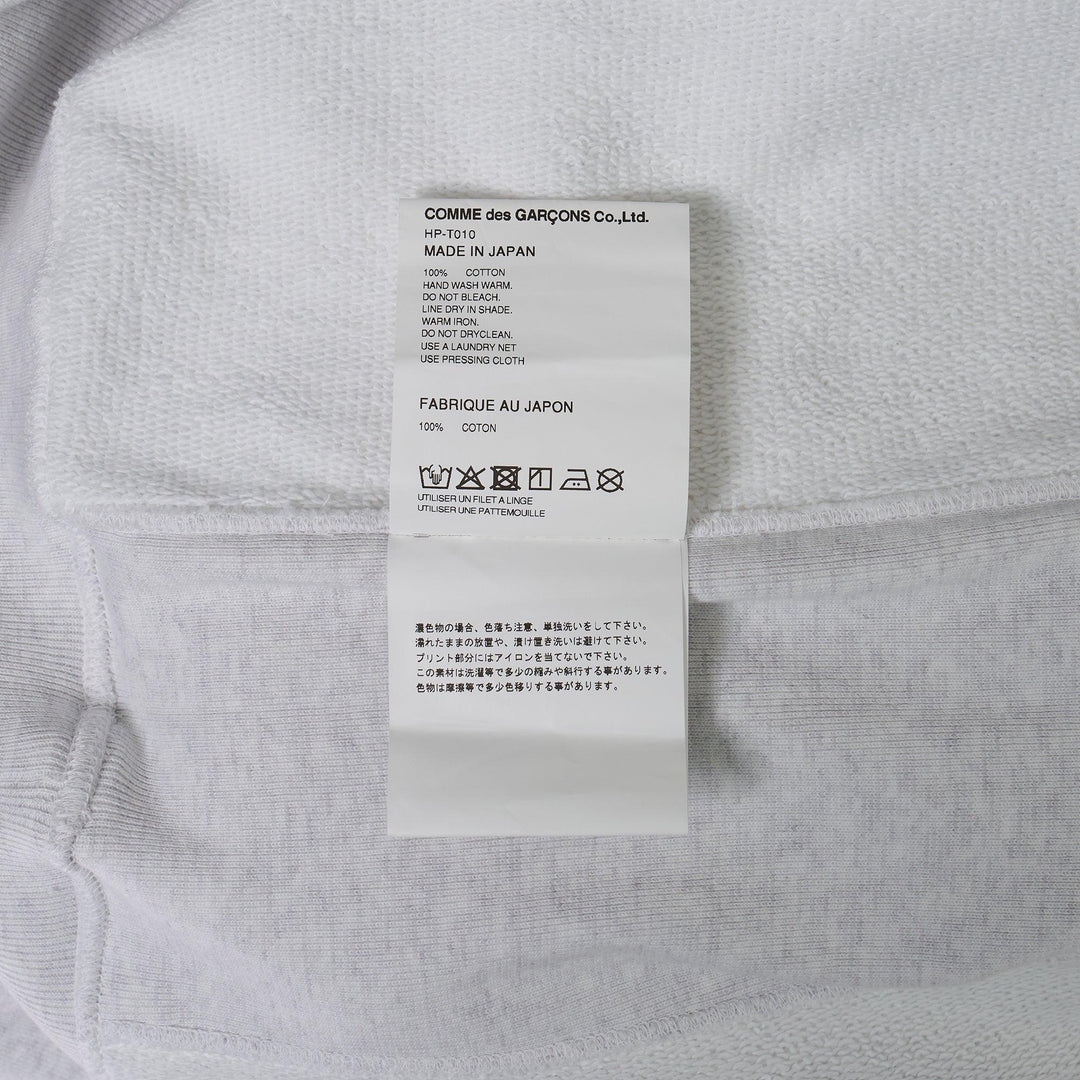 COMME des GARÇONS Co.,Ltd.
HP-T010
MADE IN JAPAN
100% COTTON
HAND WASH WARM.
DO NOT BLEACH.
LINE DRY IN SHADE.
WARM IRON.
DO NOT DRYCLEAN.
USE A LAUNDRY NET
USE PRESSING CLOTH
FABRIQUE AU JAPON
100% COTON
UTILISER UN FILET A LINGE
UTILISER UNE PATTEMOUILLE
濃色物の場合、色落ち注意、単独洗いをして下さい。
濡れたままの放置や、漬け置き洗いは避けて下さい。
プリント部分にはアイロンを当てないで下さい。
この素材は洗濯等で多少の縮みや斜行する事があります。
色物は摩擦等で多少色移りする事があります。